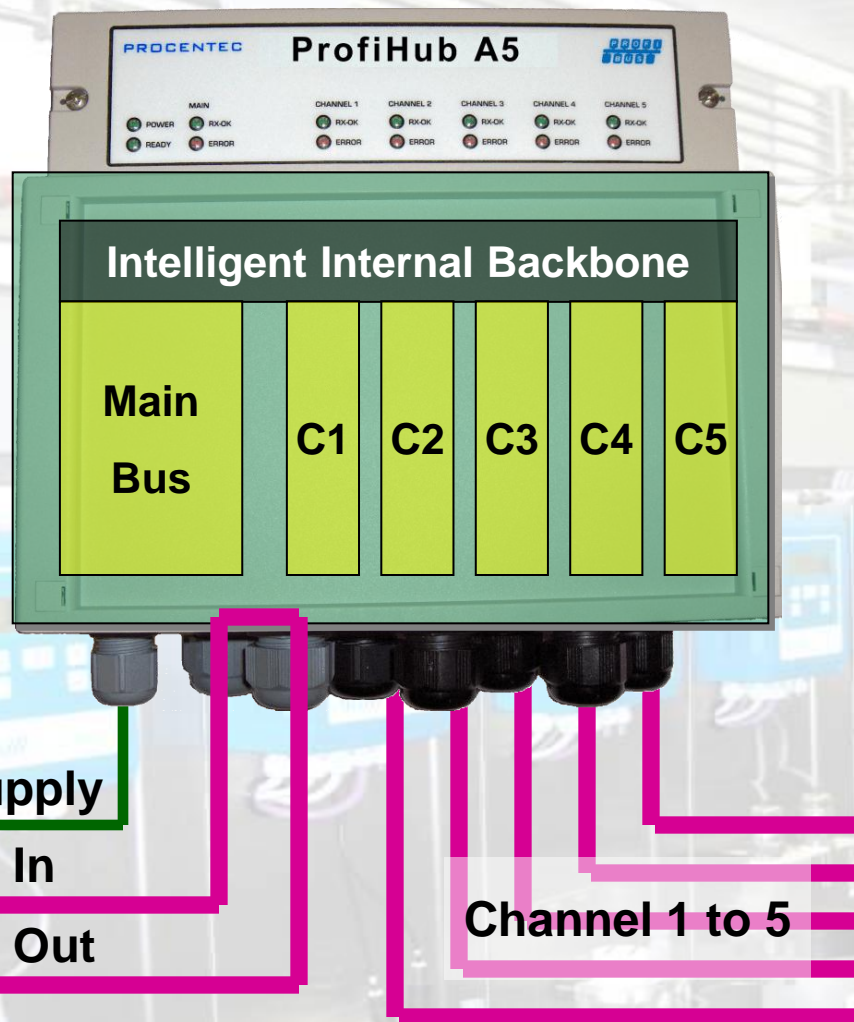 PROCENTEC
ProfiHub A5
PROFI
BUS
MAIN
CHANNEL 1
CHANNEL 2
CHANNEL 3
CHANNEL 4
CHANNEL 5
POWER
RX-OK
RX-OK
RX-OK
RX-OK
RX-OK
RX-OK
READY
ERROR
ERROR
ERROR
ERROR
ERROR
ERROR
Intelligent Internal Backbone
Main
Bus
C1
C2
C3
C4
C5
In
Out
Channel 1 to 5